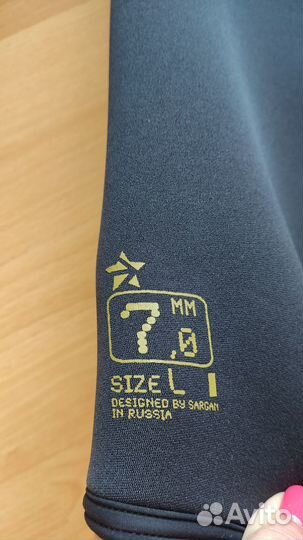 7,0 MM
SIZE L
DESIGNED BY SARGAN
IN RUSSIA
Avito